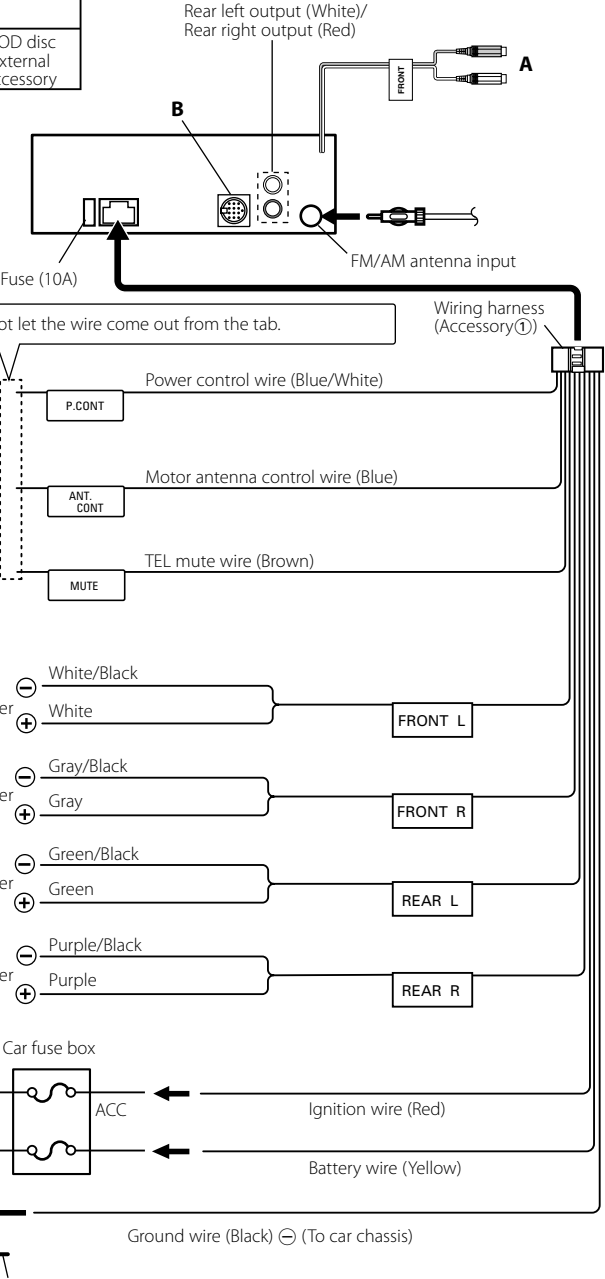 Rear left output (White)/
Rear right output (Red)
OD disc
xternal
ccessory
A
FRONT
B
FM/AM antenna input
Fuse (10A)
Wiring harness
(Accessory①)
ot let the wire come out from the tab.
Power control wire (Blue/White)
P.CONT
Motor antenna control wire (Blue)
ANT.
CONT
TEL mute wire (Brown)
MUTE
White/Black
⊖
er
⊕ White
FRONT L
Gray/Black
⊖
er
⊕ Gray
FRONT R
Green/Black
⊖
er
⊕ Green
REAR L
Purple/Black
⊖
er
⊕ Purple
REAR R
Car fuse box
ACC
Ignition wire (Red)
Battery wire (Yellow)
Ground wire (Black) ⊖ (To car chassis)